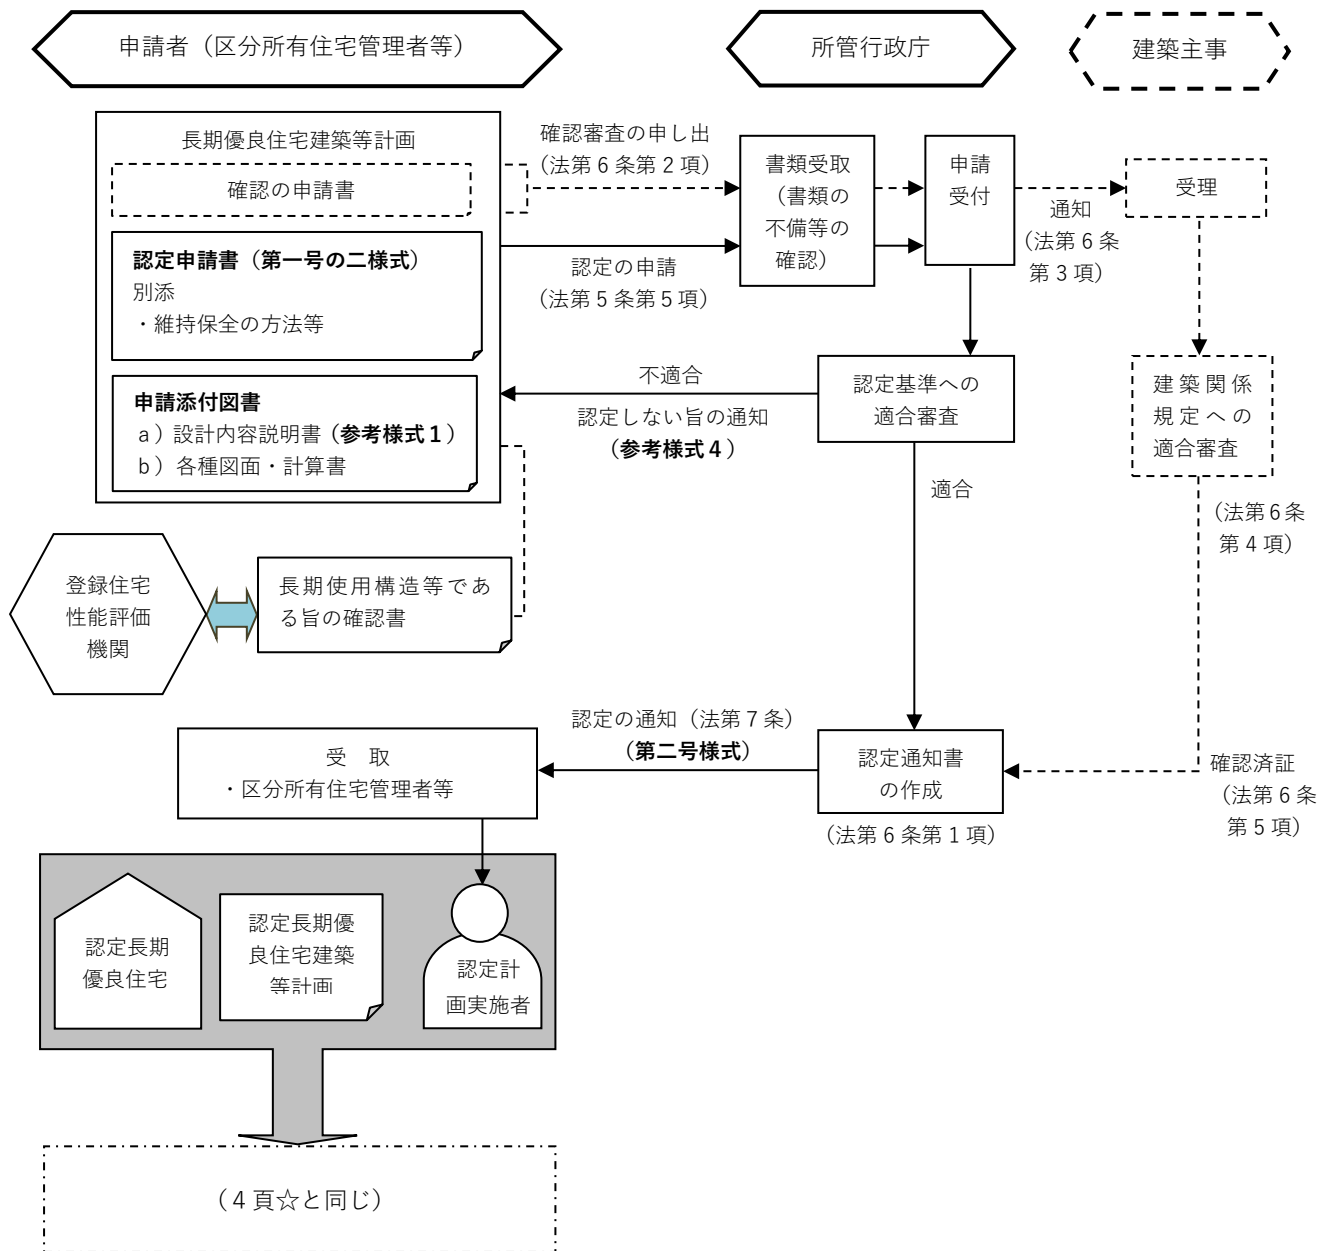 申請者（区分所有住宅管理者等）
所管行政庁
建築主事
長期優良住宅建築等計画
確認の申請書
認定申請書（第一号の二様式）
別添
・維持保全の方法等
申請添付図書
a）設計内容説明書（参考様式１）
b）各種図面・計算書
確認審査の申し出
（法第６条第２項）
認定の申請
（法第５条第５項）
書類受取
（書類の
不備等の
確認）
申請
受付
通知
（法第６条
第３項）
受理
不適合
認定しない旨の通知
（参考様式４）
認定基準への
適合審査
建築関係
規定への
適合審査
適合
（法第６条
第４項）
登録住宅
性能評価
機関
長期使用構造等であ
る旨の確認書
認定の通知（法第７条）
（第二号様式）
受　取
・区分所有住宅管理者等
認定通知書
の作成
（法第６条第１項）
確認済証
（法第６条
第５項）
認定長期
優良住宅
認定長期優
良住宅建築
等計画
認定計
画実施者
（４頁☆と同じ）